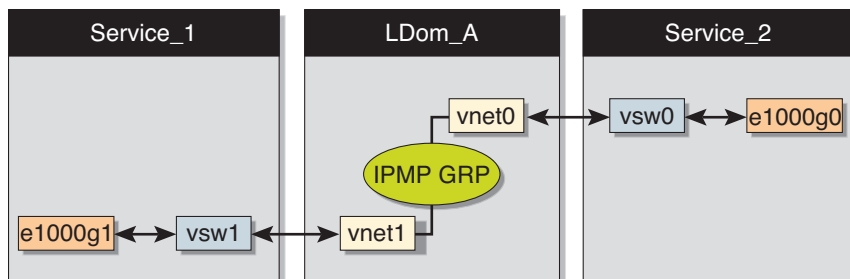 Service_1
LDom_A
Service_2
vnet0
vsw0
e1000g0
IPMP GRP
e1000g1
vsw1
vnet1